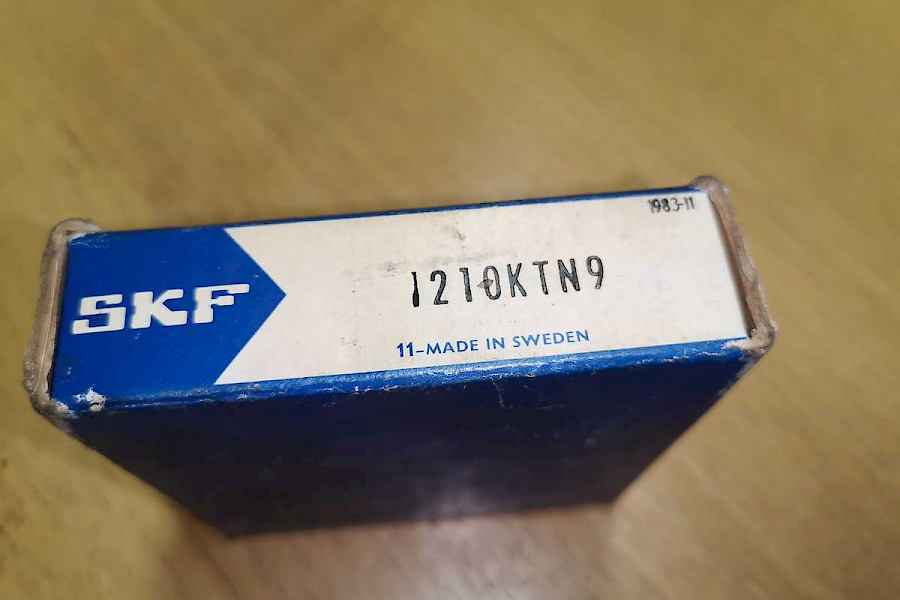 1983-11
SKF
1210KTN9
11-MADE IN SWEDEN